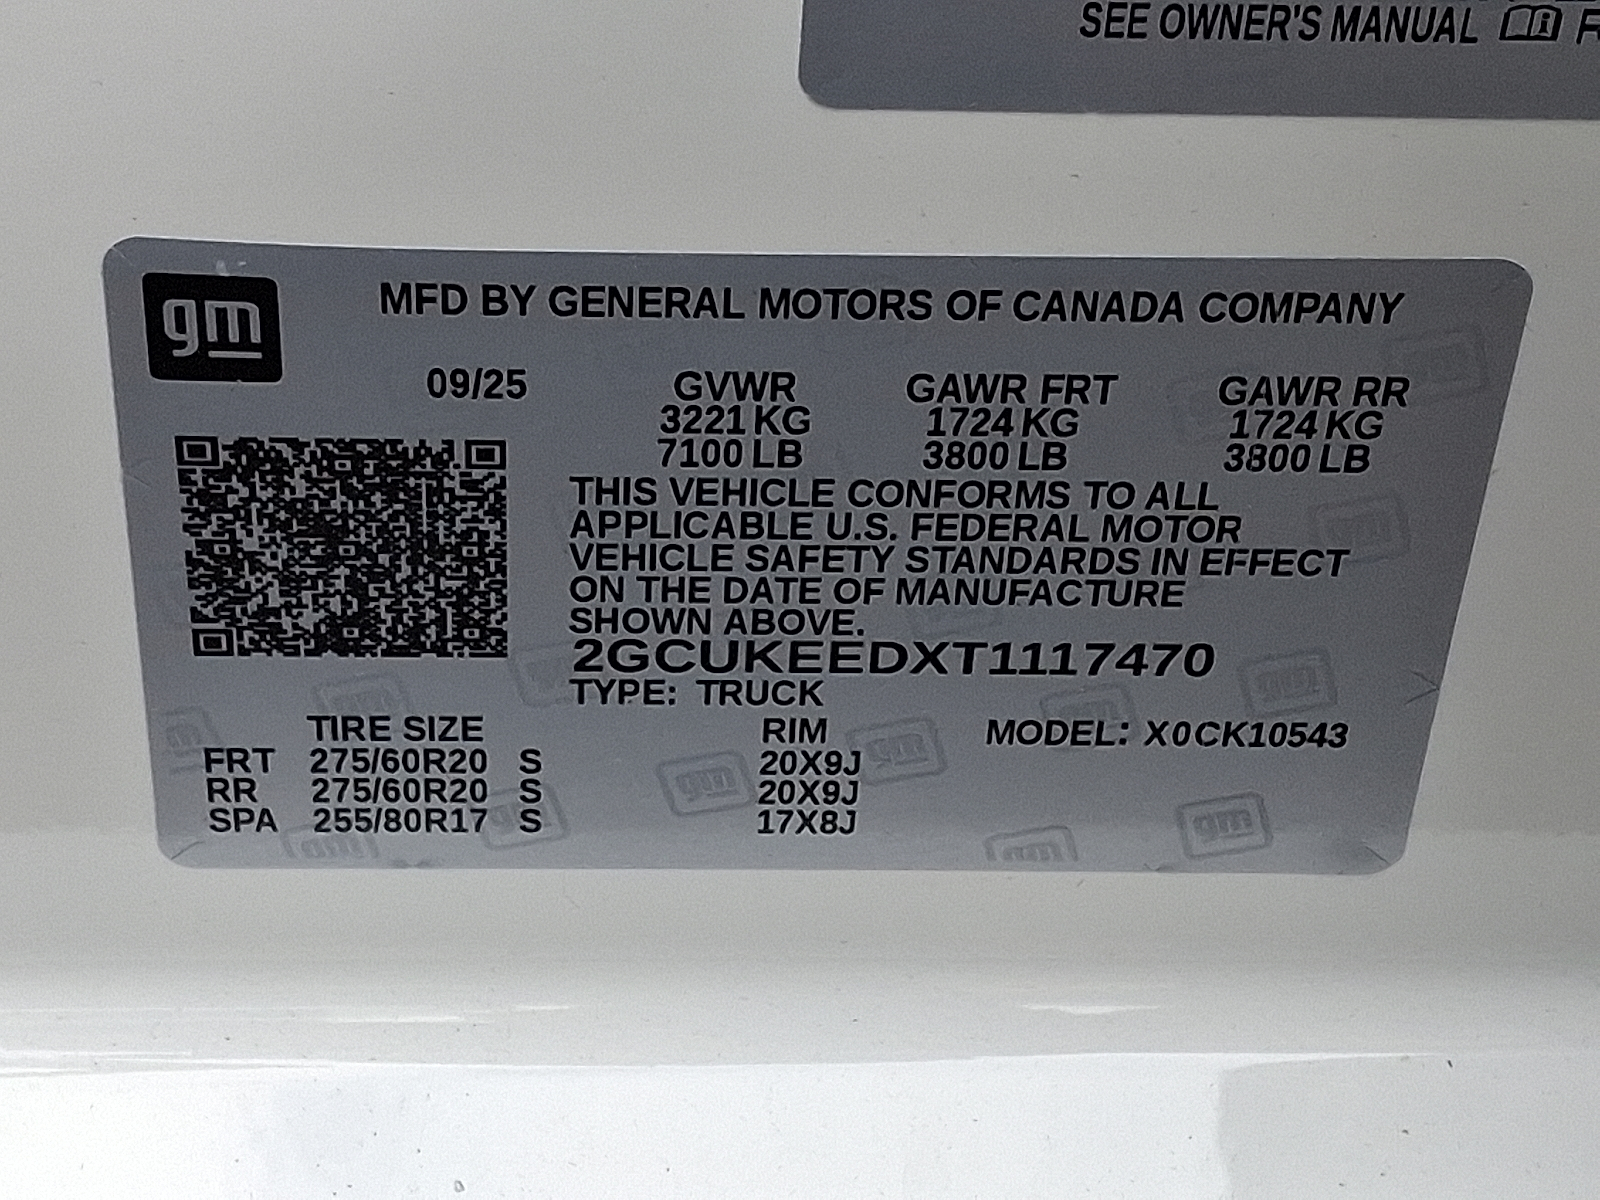 SEE OWNER'S MANUAL
gm
MFD BY GENERAL MOTORS OF CANADA COMPANY
09/25 GVWR GAWR FRT GAWR RR
3221 KG 1724 KG 1724 KG
7100 LB 3800 LB 3800 LB
THIS VEHICLE CONFORMS TO ALL
APPLICABLE U.S. FEDERAL MOTOR
VEHICLE SAFETY STANDARDS IN EFFECT
ON THE DATE OF MANUFACTURE
SHOWN ABOVE.
2GCUKEEDXT1117470
TYPE: TRUCK
TIRE SIZE RIM MODEL: X0CK10543
FRT 275/60R20 S 20X9J
RR 275/60R20 S 20X9J
SPA 255/80R17 S 17X8J